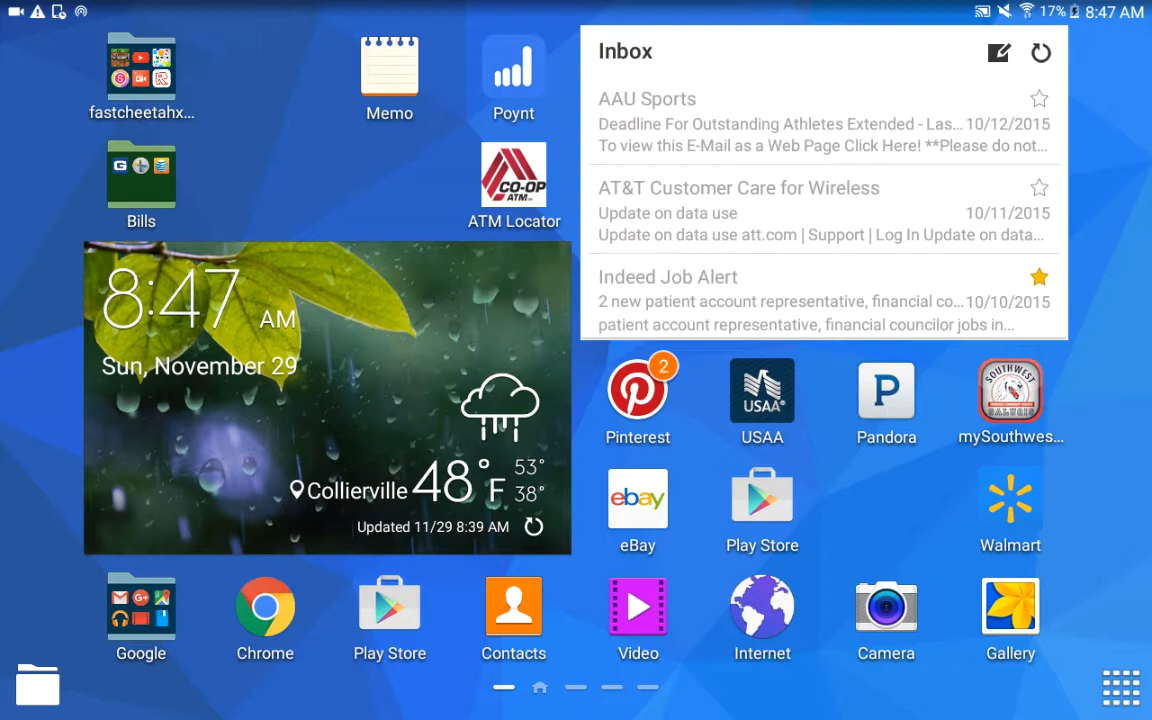 17% 8:47 AM
fastcheetahx...
Memo
Poynt
Bills
CO-OP
ATM
ATM Locator
Inbox
AAU Sports
Deadline For Outstanding Athletes Extended - Las... 10/12/2015
To view this E-Mail as a Web Page Click Here! **Please do not...
AT&T Customer Care for Wireless
Update on data use 10/11/2015
Update on data use att.com | Support | Log In Update on data...
Indeed Job Alert
2 new patient account representative, financial co... 10/10/2015
patient account representative, financial councilor jobs in...
8:47 AM
Sun, November 29
Collierville 48°F 53° 38°
Updated 11/29 8:39 AM
2
Pinterest
USAA®
USAA
P
Pandora
SOUTHWEST
SALUQIS
mySouthwes...
ebay
eBay
Play Store
Walmart
Google
Chrome
Play Store
Contacts
Video
Internet
Camera
Gallery